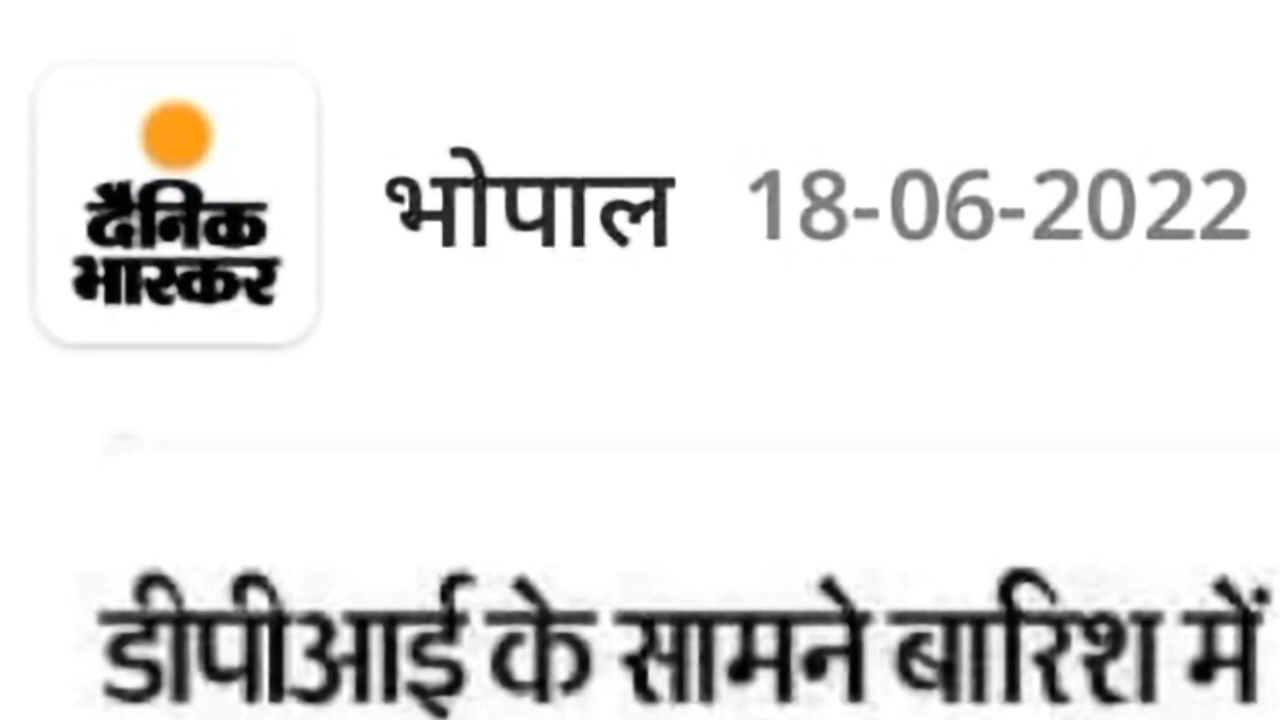 दैनिक
भास्कर
भोपाल 18-06-2022
डीपीआई के सामने बारिश में